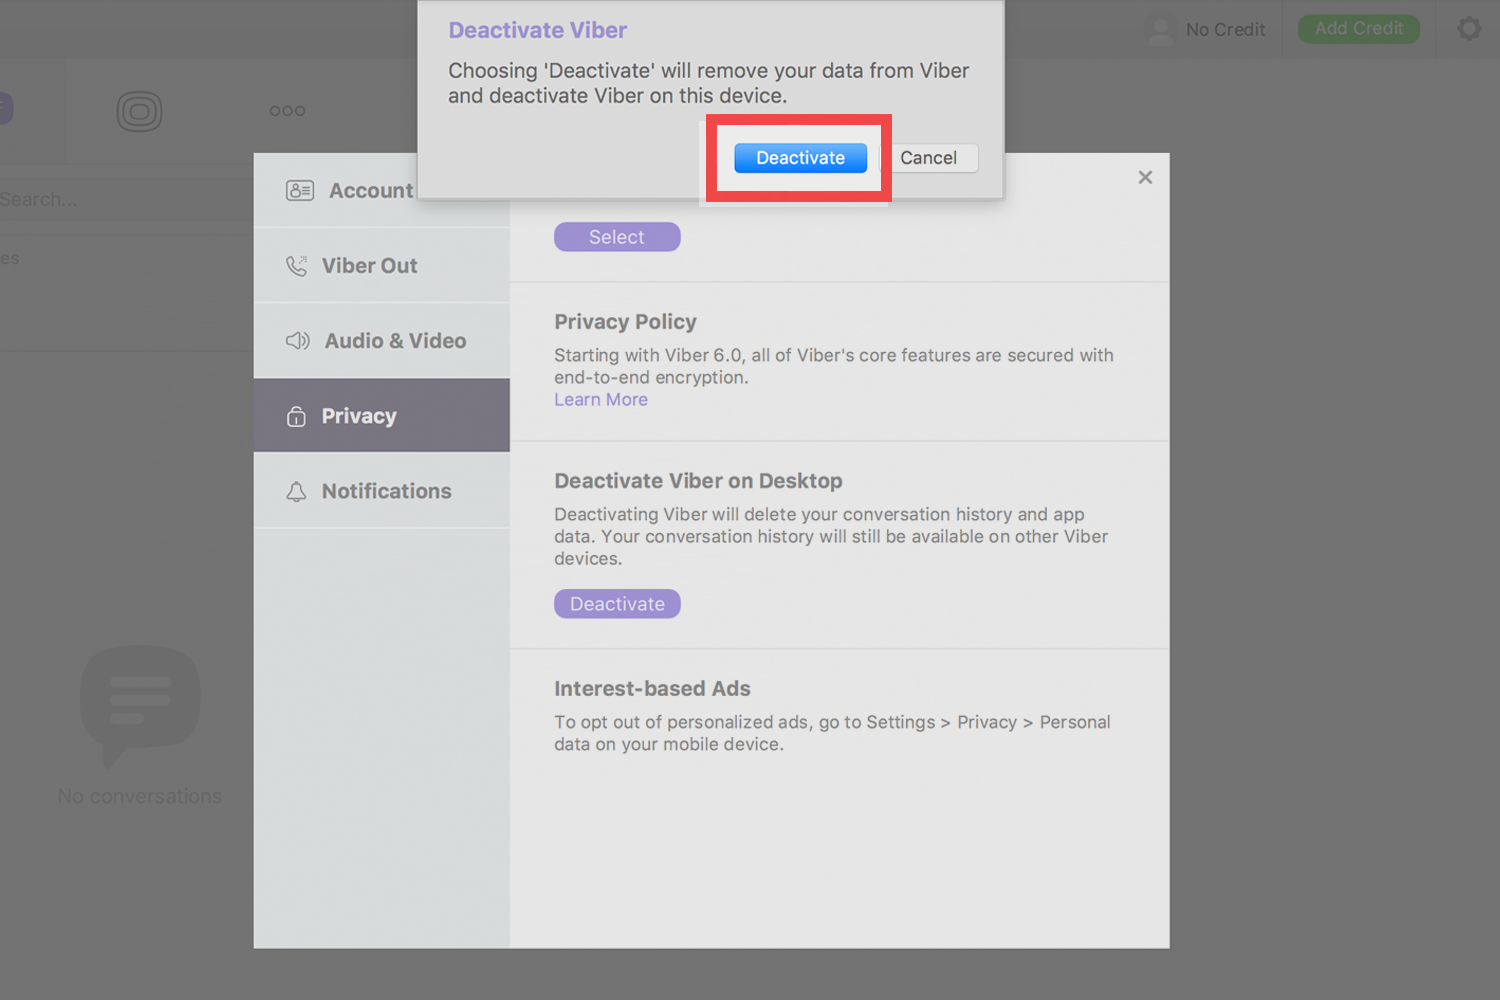 Deactivate Viber
Choosing 'Deactivate' will remove your data from Viber
and deactivate Viber on this device.
Deactivate
Cancel
No Credit
Add Credit
Search...
es
No conversations
Account
Viber Out
Audio & Video
Privacy
Notifications
Select
Privacy Policy
Starting with Viber 6.0, all of Viber's core features are secured with
end-to-end encryption.
Learn More
Deactivate Viber on Desktop
Deactivating Viber will delete your conversation history and app
data. Your conversation history will still be available on other Viber
devices.
Deactivate
Interest-based Ads
To opt out of personalized ads, go to Settings > Privacy > Personal
data on your mobile device.